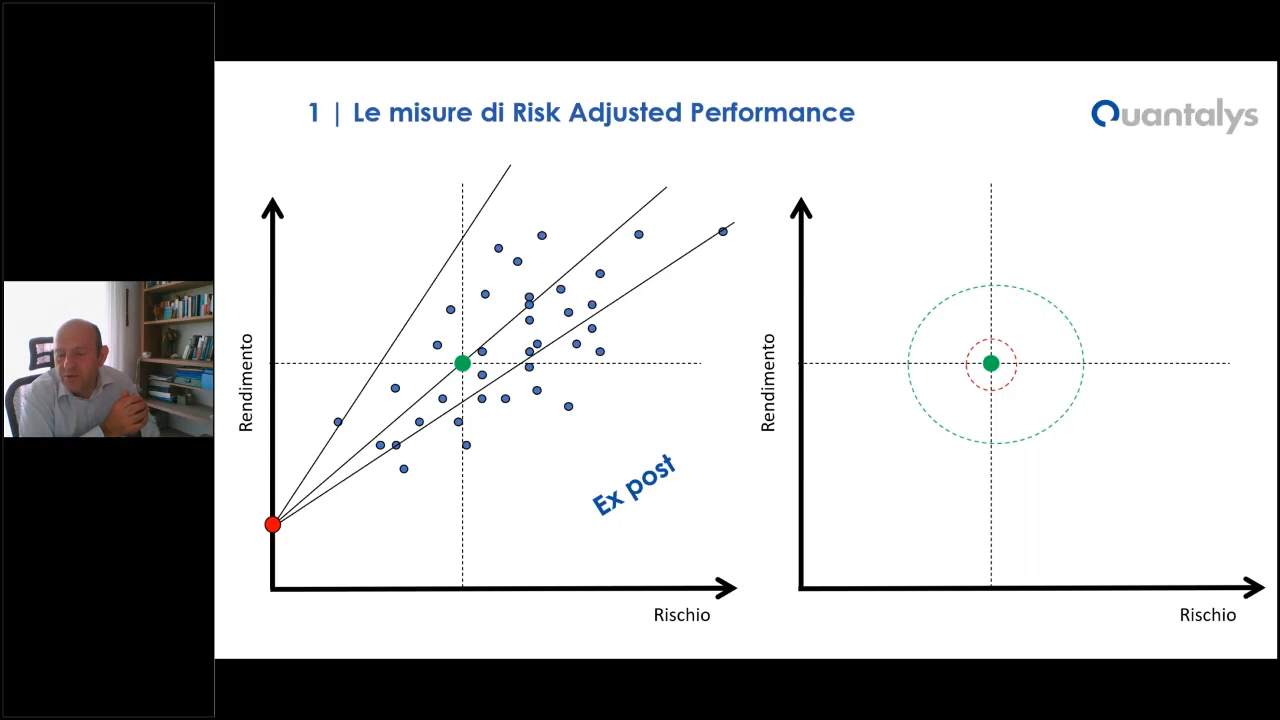 1 | Le misure di Risk Adjusted Performance
Quantalys
Rendimento
Ex post
Rischio
Rendimento
Rischio